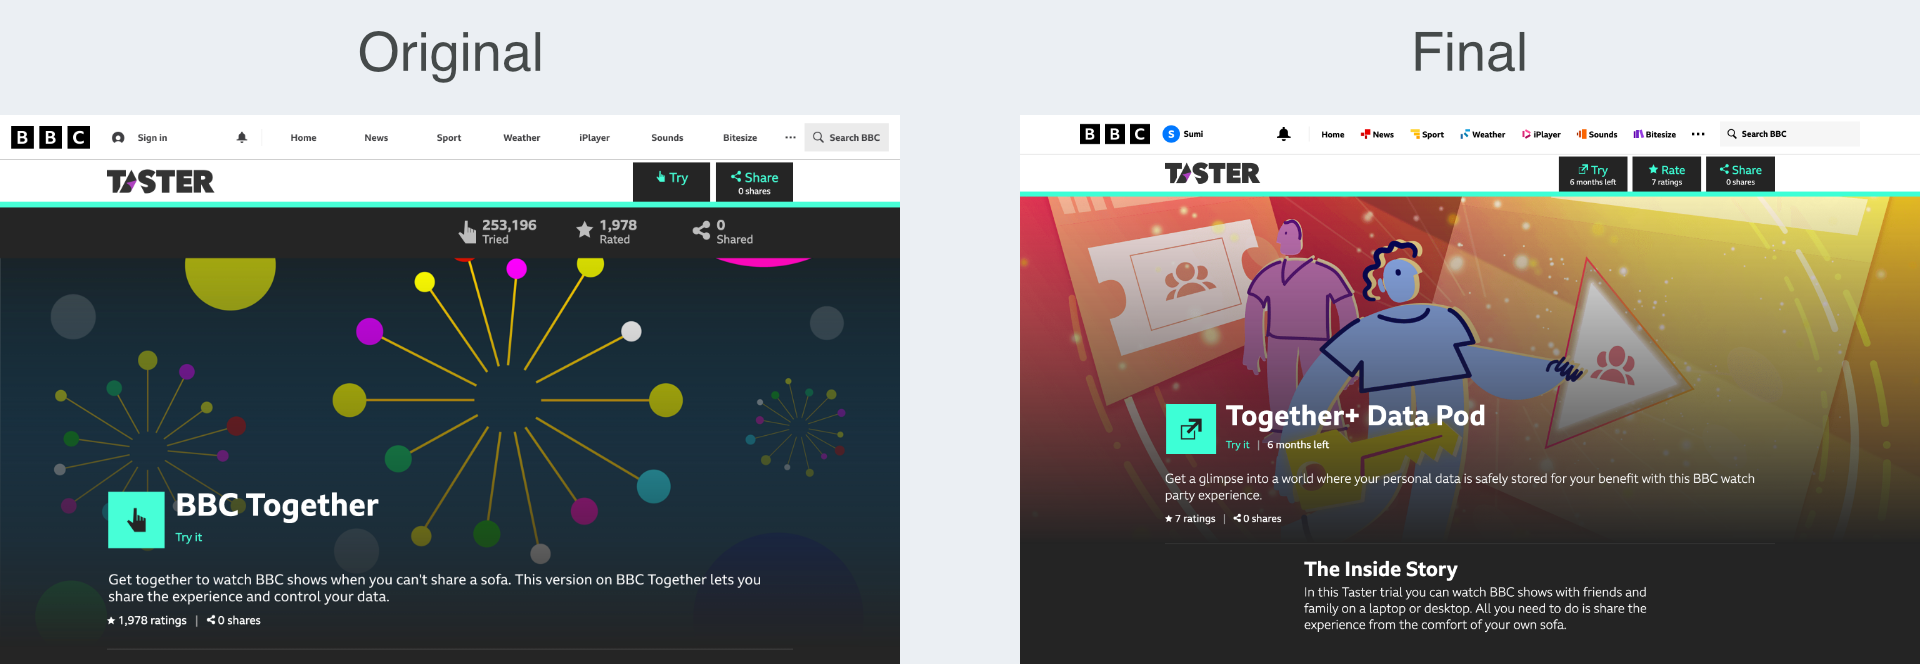 Original
BBC Sign in Home News Sport Weather iPlayer Sounds Bitesize ... Search BBC
TASTER
Try
Share
0 shares
253,196
Tried
1,978
Rated
0
Shared
BBC Together
Try it
Get together to watch BBC shows when you can't share a sofa. This version on BBC Together lets you
share the experience and control your data.
1,978 ratings | 0 shares
Final
BBC S Sumi Home News Sport Weather iPlayer Sounds Bitesize ... Search BBC
TASTER
Try
6 months left
Rate
7 ratings
Share
0 shares
Together+ Data Pod
Try it | 6 months left
Get a glimpse into a world where your personal data is safely stored for your benefit with this BBC watch
party experience.
7 ratings | 0 shares
The Inside Story
In this Taster trial you can watch BBC shows with friends and
family on a laptop or desktop. All you need to do is share the
experience from the comfort of your own sofa.